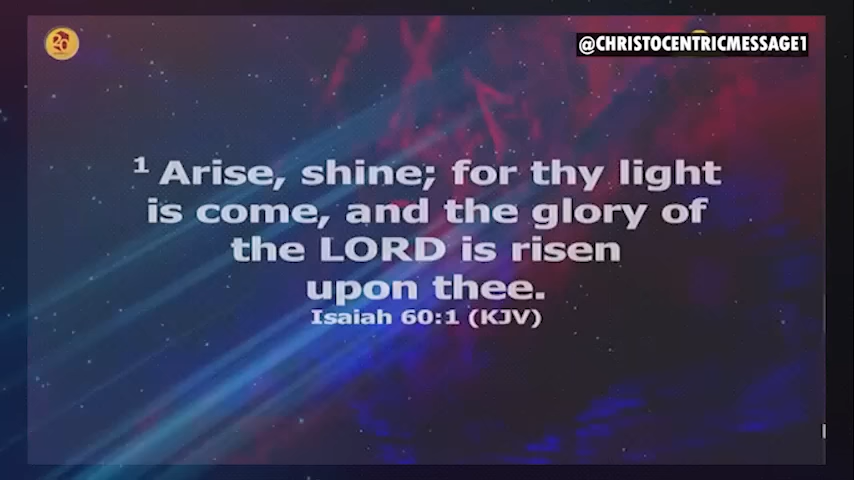 20
@CHRISTOCENTRICMESSAGE1
1 Arise, shine; for thy light
is come, and the glory of
the LORD is risen
upon thee.
Isaiah 60:1 (KJV)